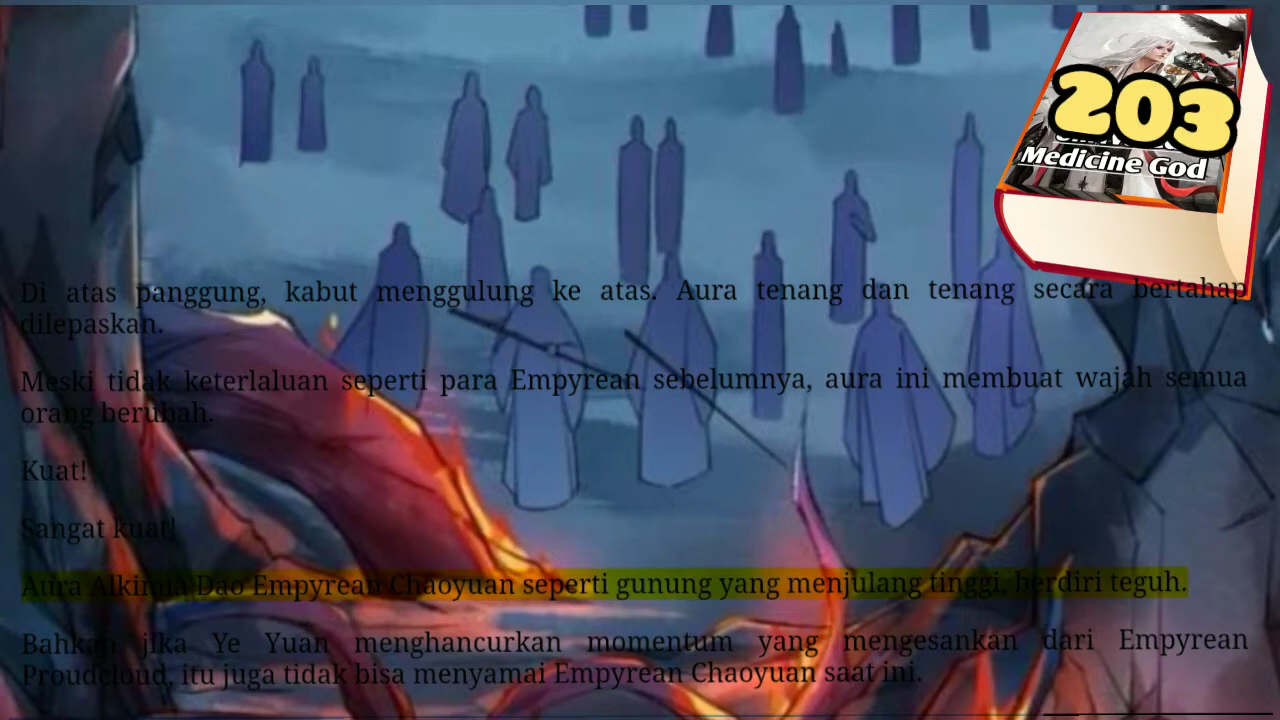 203
Medicine God
Di atas panggung, kabut menggulung ke atas. Aura tenang dan tenang secara bertahap
dilepaskan.
Meski tidak keterlaluan seperti para Empyrean sebelumnya, aura ini membuat wajah semua
orang berubah.
Kuat!
Sangat kuat!
Aura Alkimia Dao Empyrean Chaoyuan seperti gunung yang menjulang tinggi, berdiri teguh.
Bahkan jika Ye Yuan menghancurkan momentum yang mengesankan dari Empyrean
Proudcloud, itu juga tidak bisa menyamai Empyrean Chaoyuan saat ini.